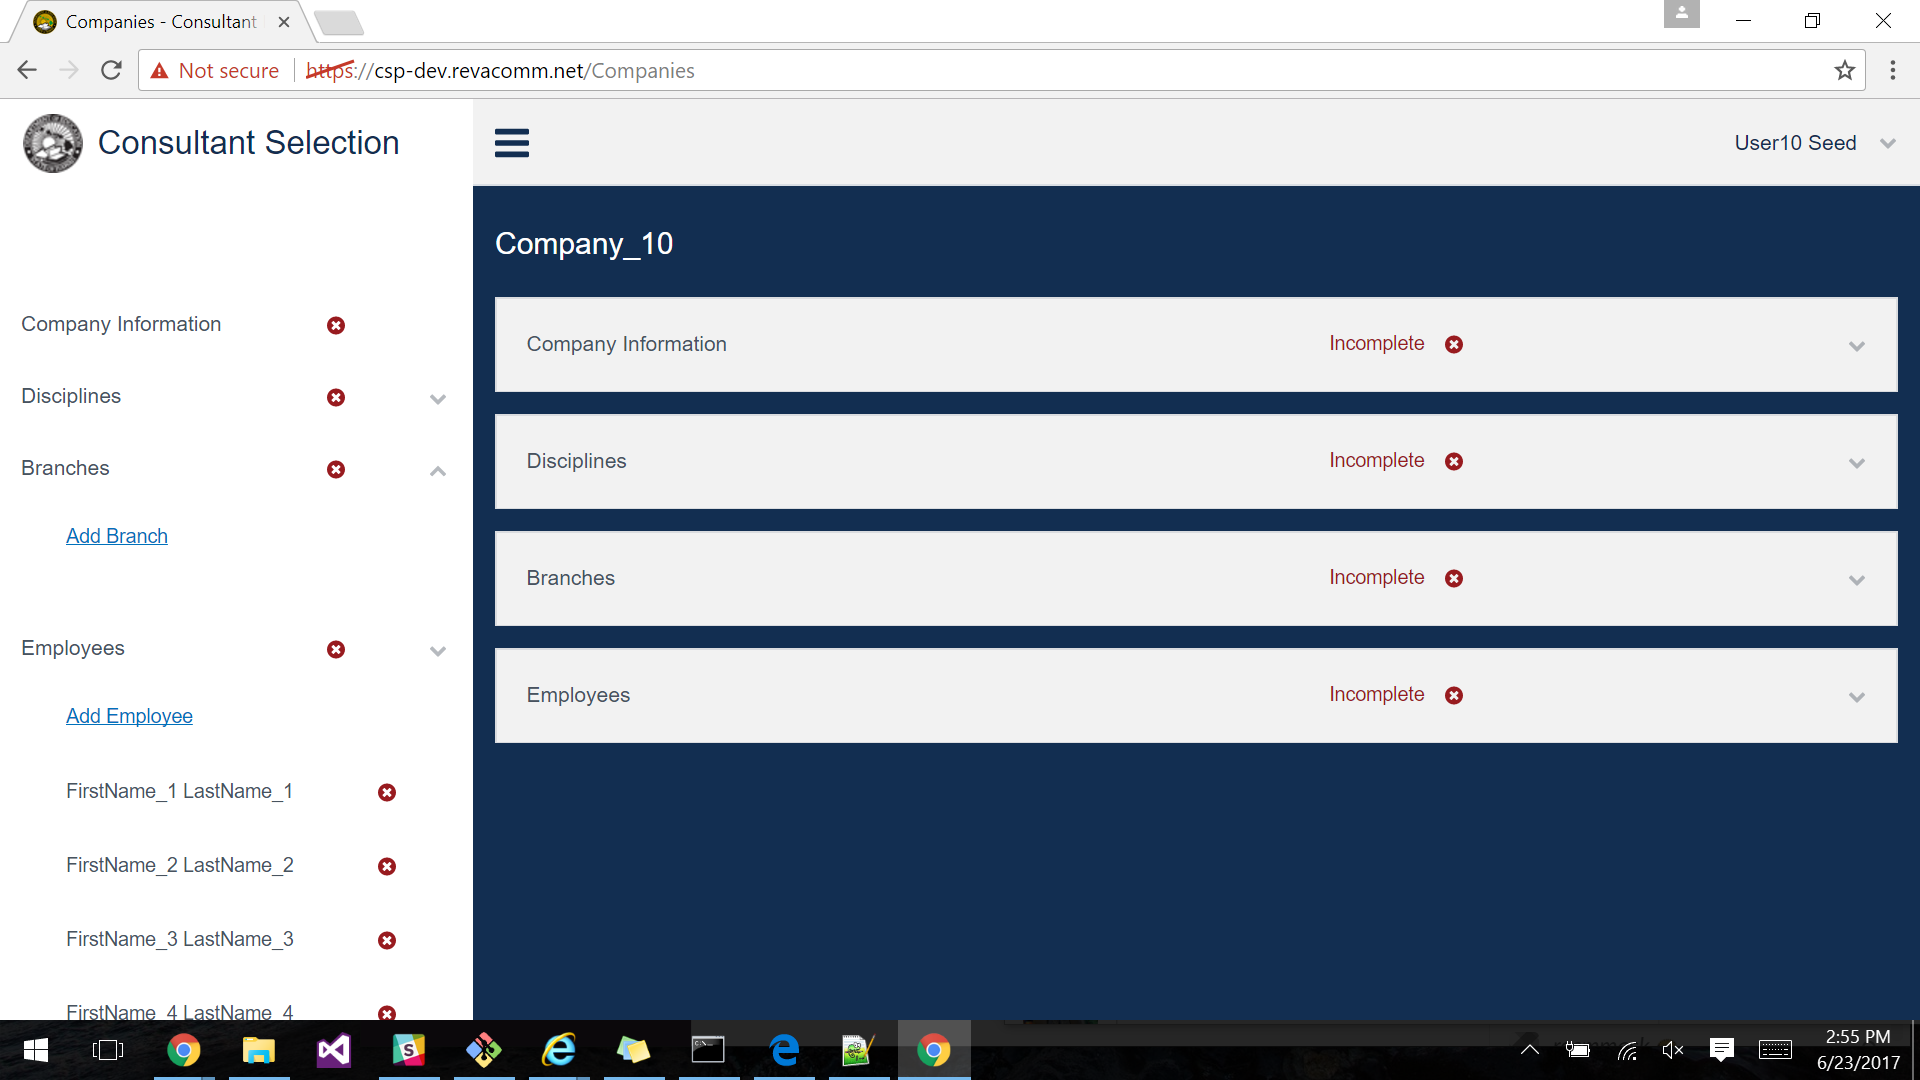 Companies - Consultant
Not secure https://csp-dev.revacomm.net/Companies
Consultant Selection
User10 Seed
Company Information
Disciplines
Branches
Add Branch
Employees
Add Employee
FirstName_1 LastName_1
FirstName_2 LastName_2
FirstName_3 LastName_3
FirstName_4 LastName_4
Company_10
Company Information Incomplete
Disciplines Incomplete
Branches Incomplete
Employees Incomplete
2:55 PM
6/23/2017